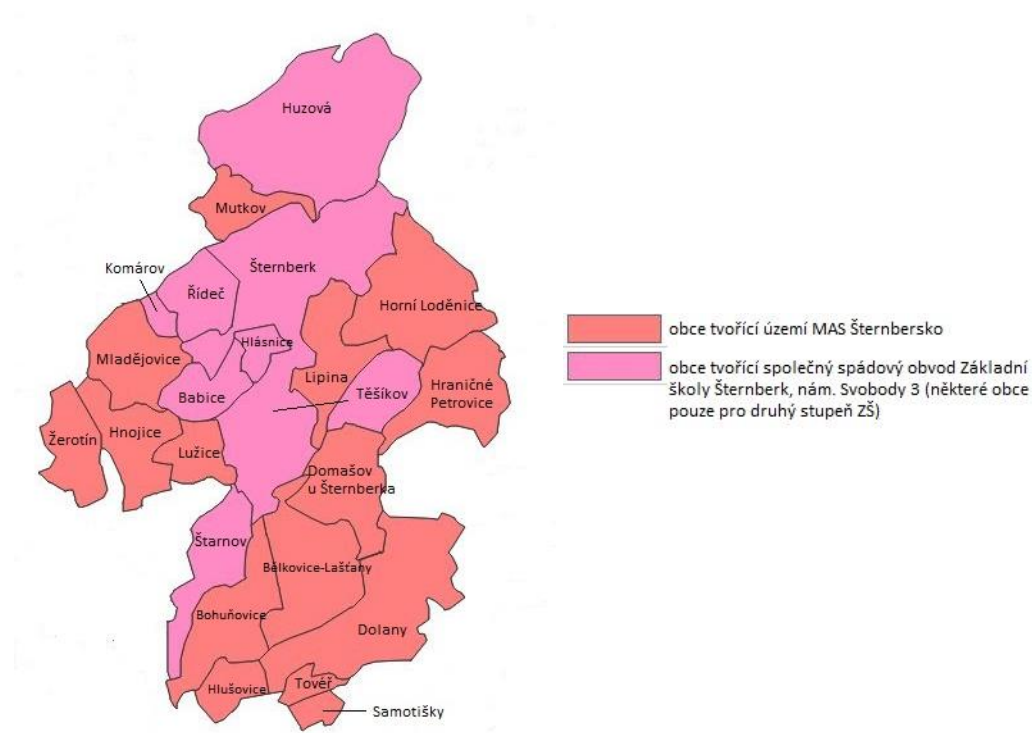 Huzová
Mutkov
Komárov
Šternberk
Řídeč
Horní Loděnice
Hlásnice
Mladějovice
Lipina
Hraničné
Petrovice
Babice
Těšíkov
Žerotín
Hnojice
Lužice
Domašov
u Šternberka
Štarnov
Bělkovice-Lašťany
Bohuňovice
Dolany
Hlušovice
Tovéř
Samotišky
obce tvořící území MAS Šternbersko
obce tvořící společný spádový obvod Základní
školy Šternberk, nám. Svobody 3 (některé obce
pouze pro druhý stupeň ZŠ)